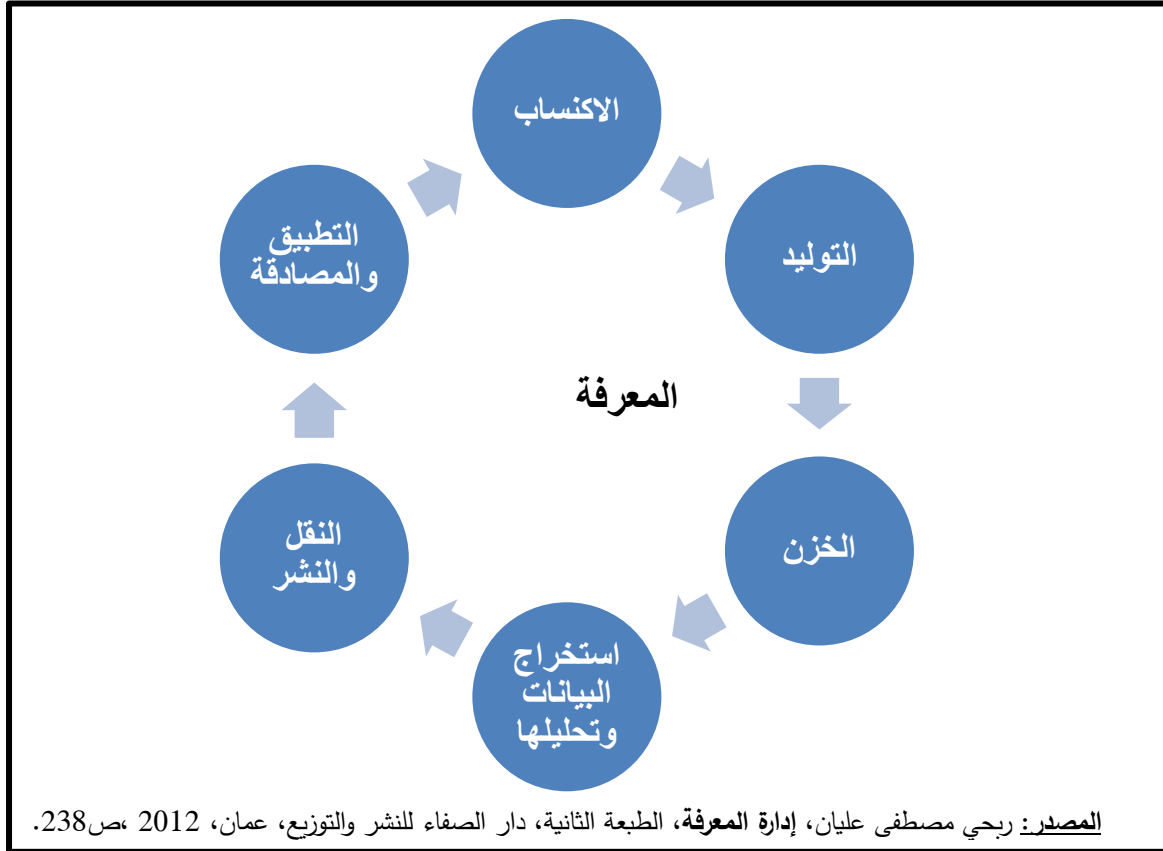 الاكنساب
التوليد
الخزن
استخراج
البيانات
وتحليلها
النقل
والنشر
التطبيق
والمصادقة
المعرفة
المصدر: ربحي مصطفى عليان، إدارة المعرفة، الطبعة الثانية، دار الصفاء للنشر والتوزيع، عمان، 2012 ،ص238.